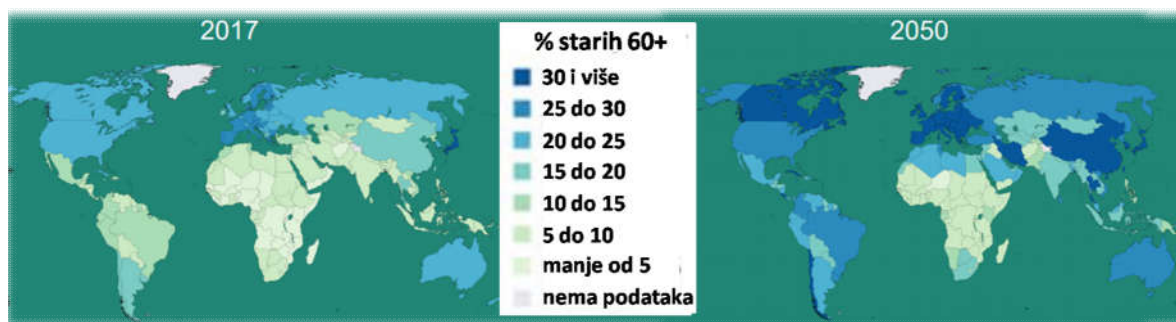 2017
% starih 60+
30 i više
25 do 30
20 do 25
15 do 20
10 do 15
5 do 10
manje od 5
nema podataka
2050